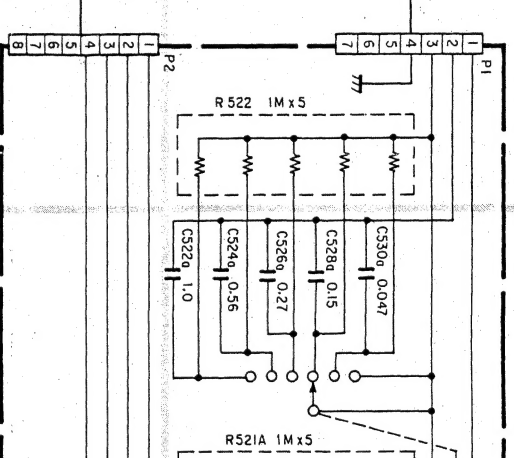 8 7 6 5 4 3 2 1
P2
7 6 5 4 3 2 1
P1
R522 1M x 5
C522a 1.0
C524a 0.56
C526a 0.27
C528a 0.15
C530a 0.047
R521A 1M x 5